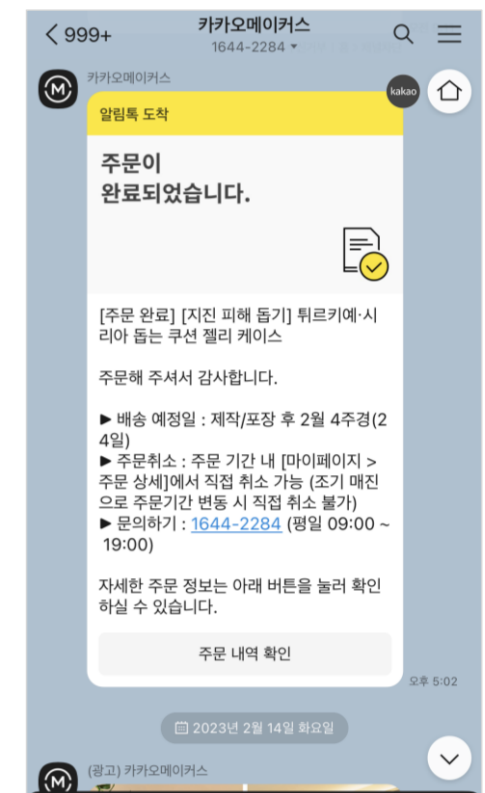 999+
카카오메이커스
1644-2284
카카오메이커스
kakao
알림톡 도착
주문이
완료되었습니다.
[주문 완료] [지진 피해 돕기] 튀르키예·시
리아 돕는 쿠션 젤리 케이스
주문해 주셔서 감사합니다.
▶ 배송 예정일 : 제작/포장 후 2월 4주경(2
4일)
▶ 주문취소 : 주문 기간 내 [마이페이지 >
주문 상세]에서 직접 취소 가능 (조기 매진
으로 주문기간 변동 시 직접 취소 불가)
▶ 문의하기 : 1644-2284 (평일 09:00 ~
19:00)
자세한 주문 정보는 아래 버튼을 눌러 확인
하실 수 있습니다.
주문 내역 확인
오후 5:02
2023년 2월 14일 화요일
(광고) 카카오메이커스